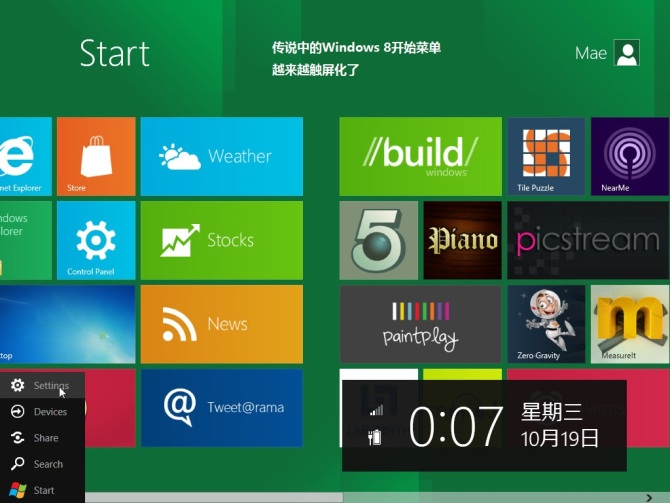 Start
传说中的Windows 8开始菜单
越来越触屏化了
Mae
net Explorer
Store
Weather
//build/
windows
Tile Puzzle
NearMe
ndows
plorer
Control Panel
Stocks
5
Piano
picstream
top
News
paintplay
Zero Gravity
m
MeasureIt
Settings
Devices
Share
Search
Start
Tweet@rama
0:07
星期三
10月19日